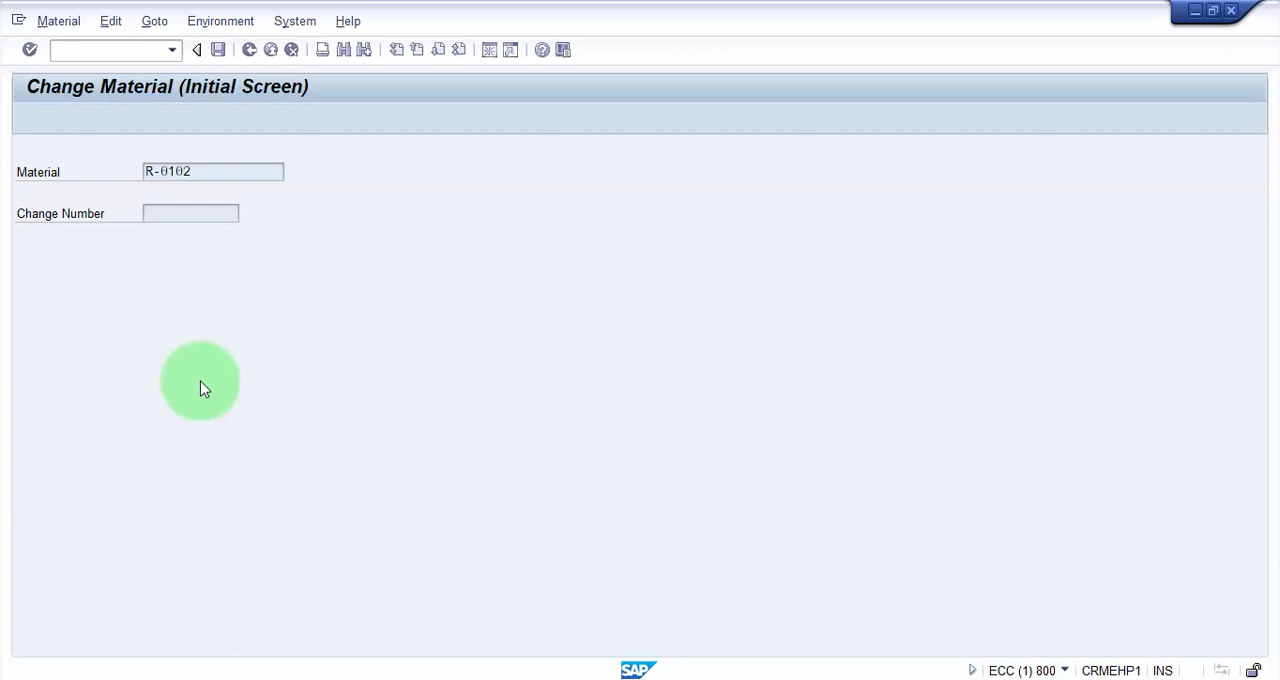 Material Edit Goto Environment System Help
Change Material (Initial Screen)
Material R-0102
Change Number
SAP
ECC (1) 800 CRMEHP1 INS